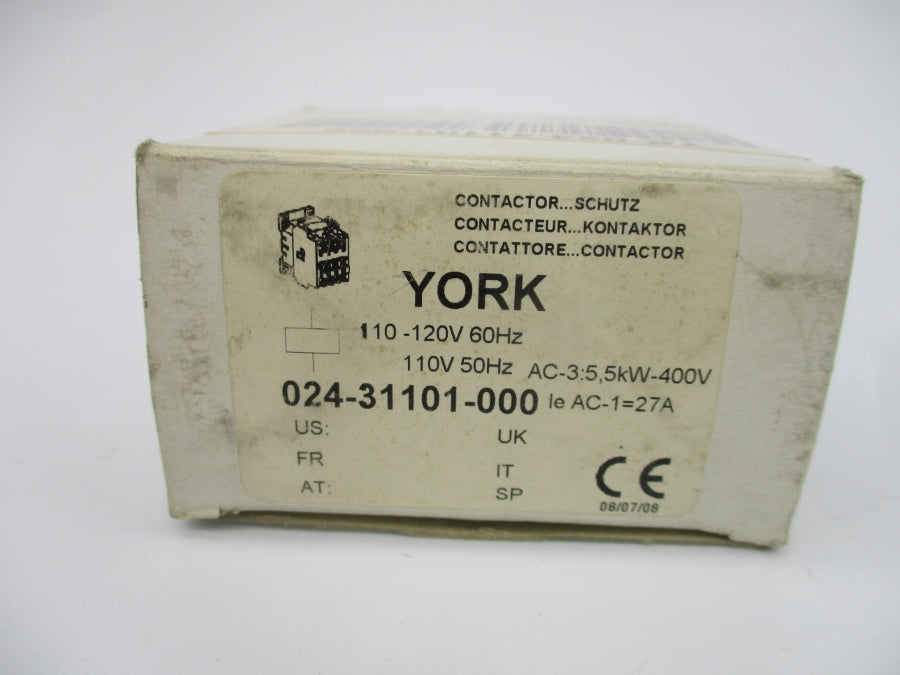 CONTACTOR...SCHUTZ
CONTACTEUR...KONTAKTOR
CONTATTORE...CONTACTOR
YORK
110 -120V 60Hz
110V 50Hz AC-3:5,5kW-400V
024-31101-000 Ie AC-1=27A
US: UK
FR IT
AT: SP
CE
08/07/08